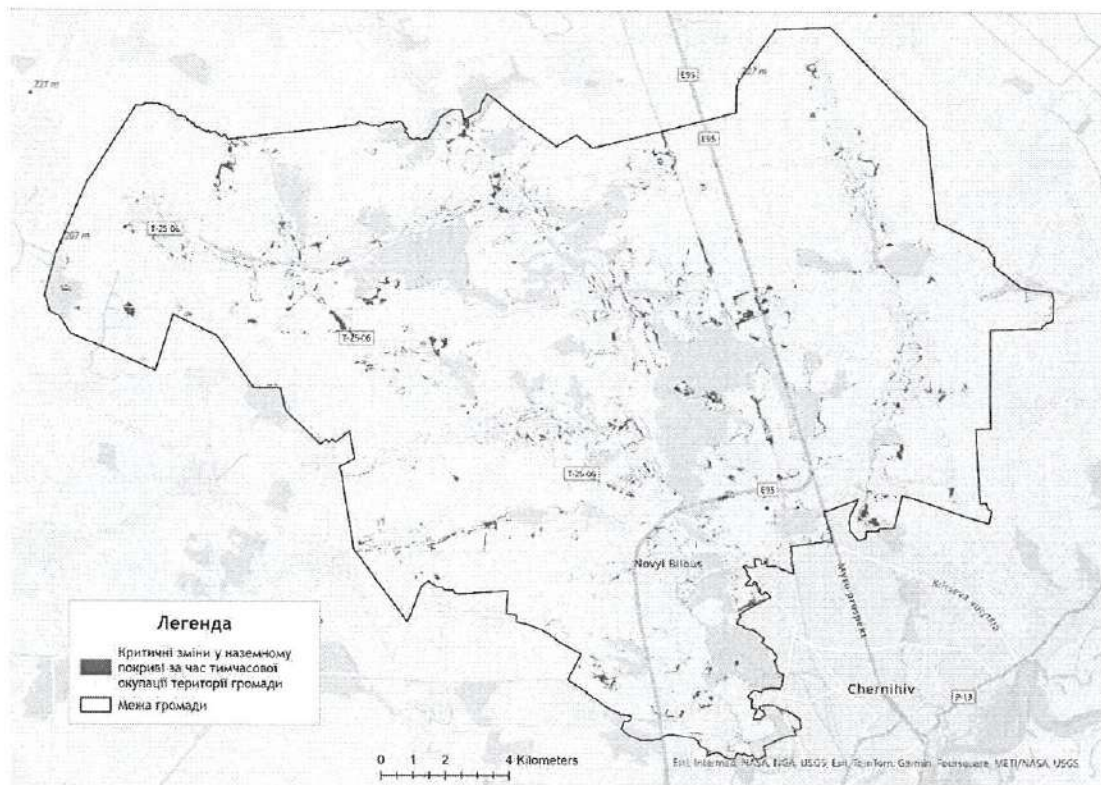 227 m
E95
227 m
E95
T-25 06
207 m
T-25-06
T-25-06
E95
Novyi Bilous
Myru prospekt
Легенда
Критичні зміни у наземному
покриві за час тимчасової
окупації території громади
Межа громади
Chernihiv
P-13
0 1 2 4 Kilometers
Esri, Intermap, NASA, NGA, USGS; Esri, TomTom, Garmin, Foursquare, METI/NASA, USGS